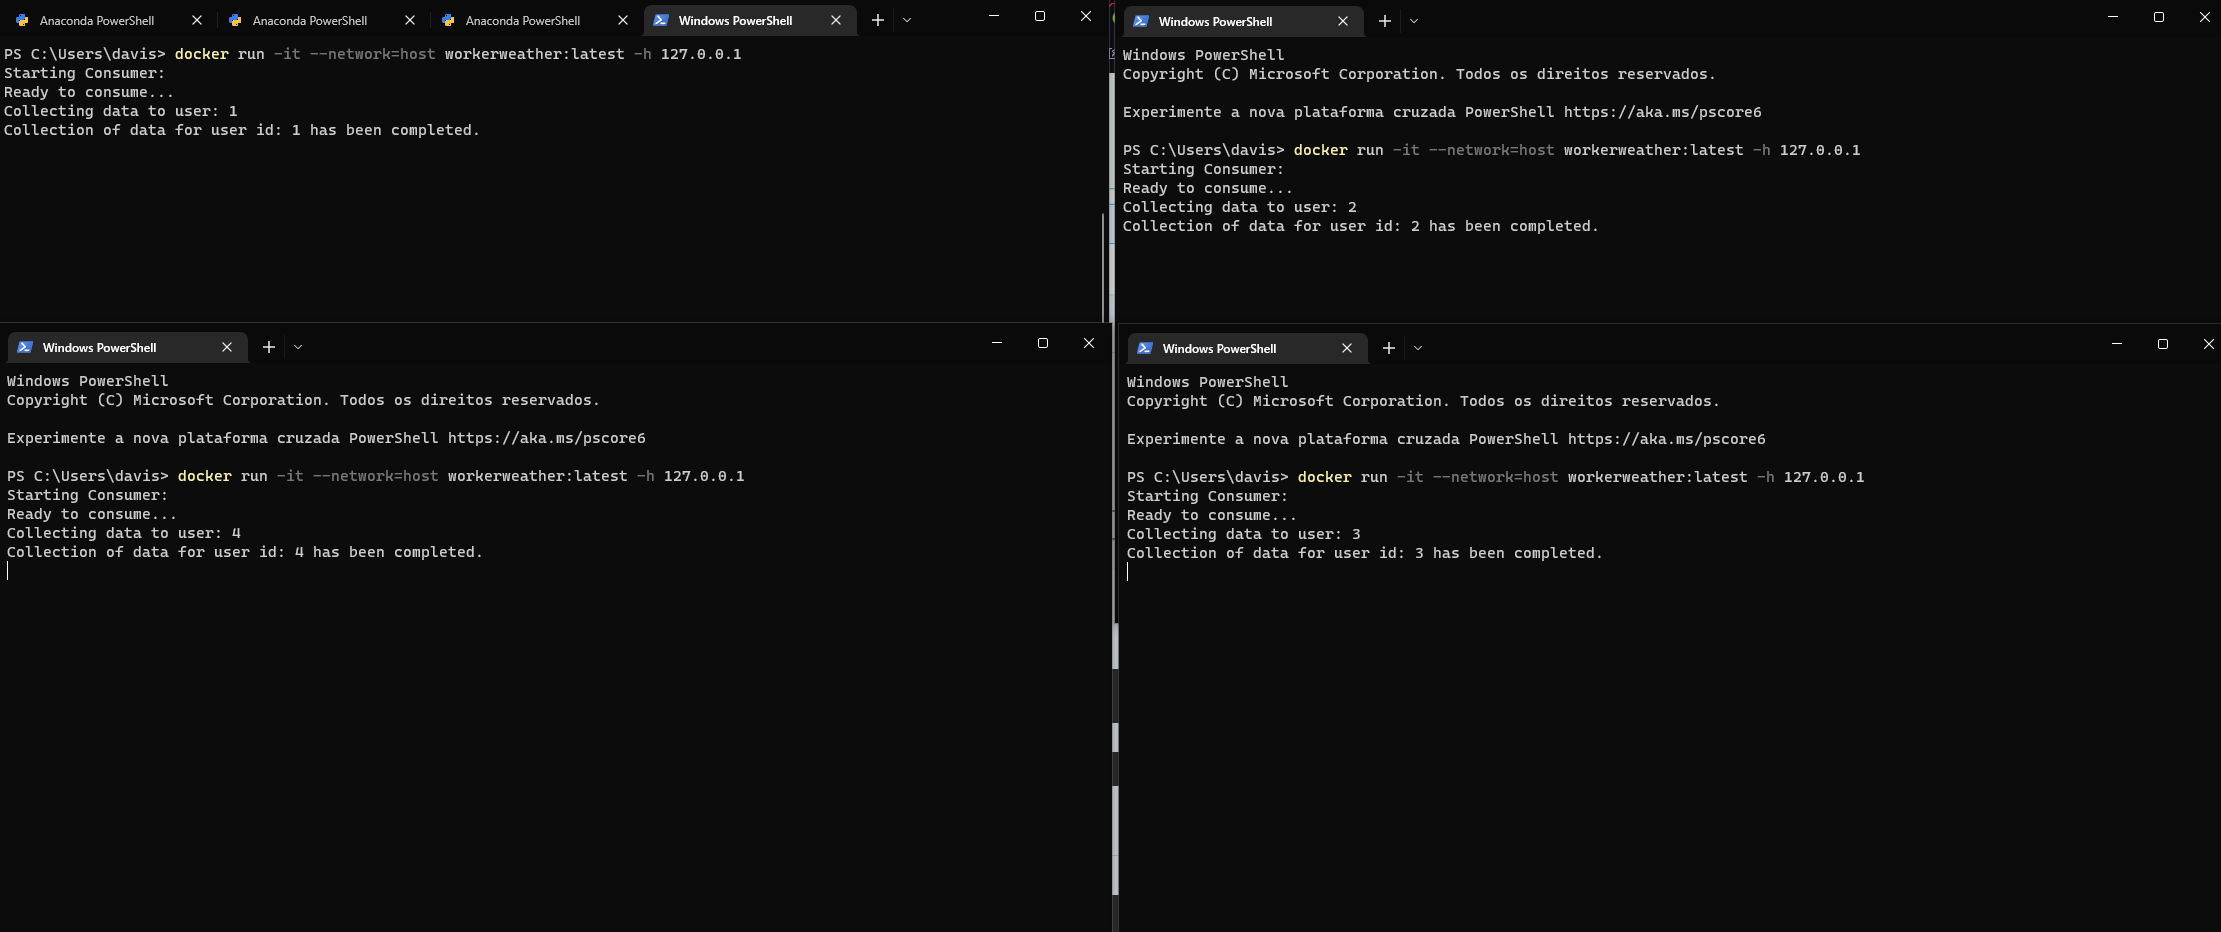 Anaconda PowerShell
Anaconda PowerShell
Anaconda PowerShell
Windows PowerShell
PS C:\Users\davis> docker run -it --network=host workerweather:latest -h 127.0.0.1
Starting Consumer:
Ready to consume...
Collecting data to user: 1
Collection of data for user id: 1 has been completed.
Windows PowerShell
Windows PowerShell
Copyright (C) Microsoft Corporation. Todos os direitos reservados.
Experimente a nova plataforma cruzada PowerShell https://aka.ms/pscore6
PS C:\Users\davis> docker run -it --network=host workerweather:latest -h 127.0.0.1
Starting Consumer:
Ready to consume...
Collecting data to user: 2
Collection of data for user id: 2 has been completed.
Windows PowerShell
Windows PowerShell
Copyright (C) Microsoft Corporation. Todos os direitos reservados.
Experimente a nova plataforma cruzada PowerShell https://aka.ms/pscore6
PS C:\Users\davis> docker run -it --network=host workerweather:latest -h 127.0.0.1
Starting Consumer:
Ready to consume...
Collecting data to user: 4
Collection of data for user id: 4 has been completed.
Windows PowerShell
Windows PowerShell
Copyright (C) Microsoft Corporation. Todos os direitos reservados.
Experimente a nova plataforma cruzada PowerShell https://aka.ms/pscore6
PS C:\Users\davis> docker run -it --network=host workerweather:latest -h 127.0.0.1
Starting Consumer:
Ready to consume...
Collecting data to user: 3
Collection of data for user id: 3 has been completed.